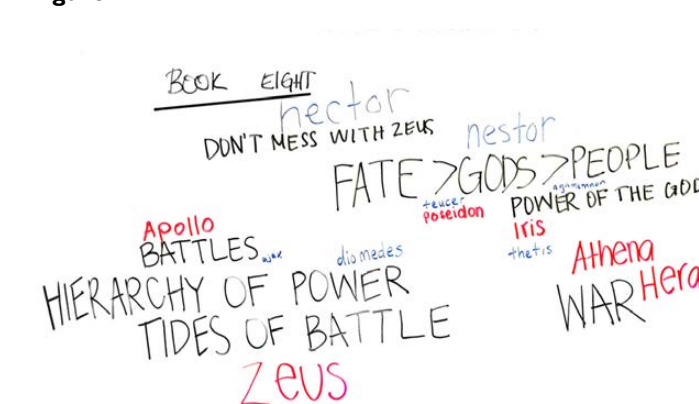 BOOK EIGHT
hector
DON'T MESS WITH ZEUS
nestor
FATE > GODS > PEOPLE
agamemnon
teucer
Poseidon
POWER OF THE GOD
Iris
Apollo
BATTLES
diomedes
thetis
Athena
HIERARCHY OF POWER
WAR
Hera
TIDES OF BATTLE
Zeus